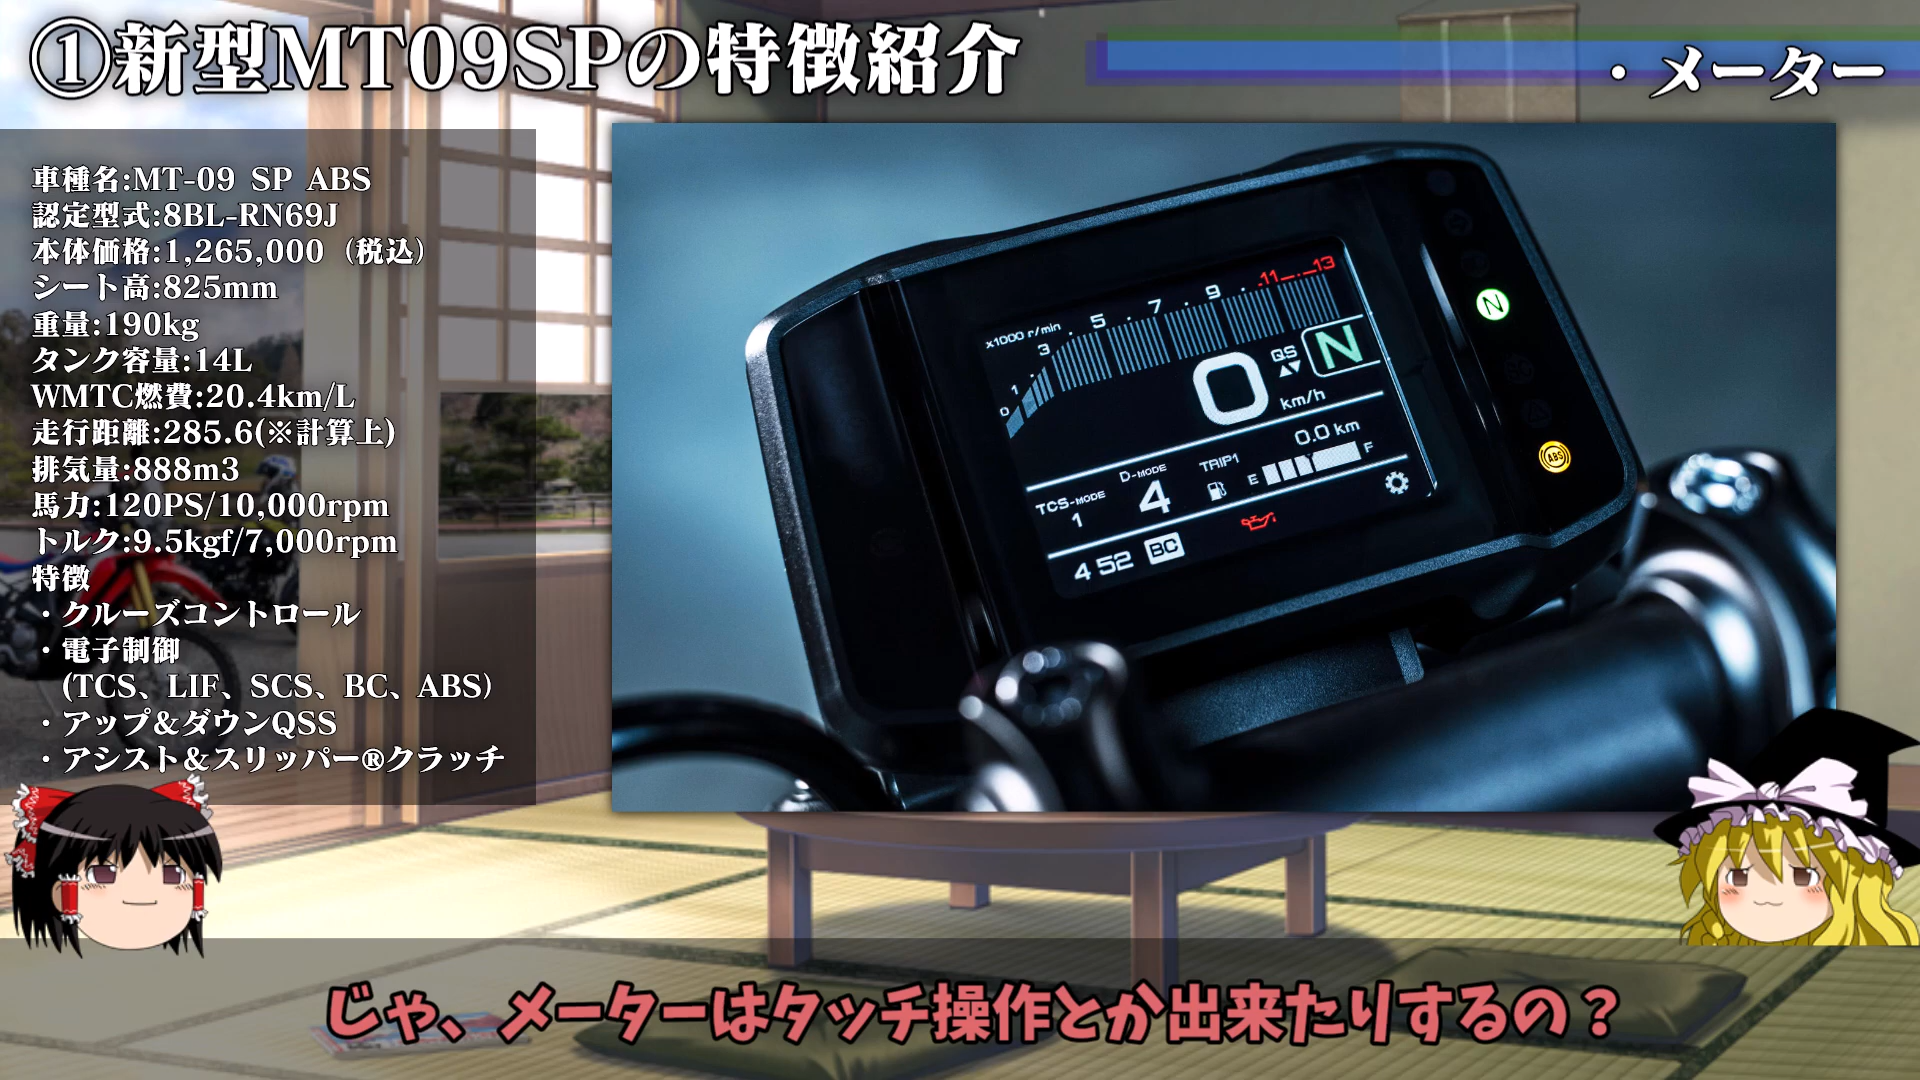 ①新型MT09SPの特徴紹介
・メーター
車種名:MT-09 SP ABS
認定型式:8BL-RN69J
本体価格:1,265,000（税込）
シート高:825mm
重量:190kg
タンク容量:14L
WMTC燃費:20.4km/L
走行距離:285.6(※計算上)
排気量:888m3
馬力:120PS/10,000rpm
トルク:9.5kgf/7,000rpm
特徴
・クルーズコントロール
・電子制御
(TCS、LIF、SCS、BC、ABS）
・アップ&ダウンQSS
・アシスト&スリッパー®クラッチ
x1000 r/min
0 1 3 5 7 9 11 13
0 km/h
QS
N
N
0.0 km
TCS-MODE 1
D-MODE 4
TRIP1
E F
ABS
4 52 BC
じゃ、メーターはタッチ操作とか出来たりするの？